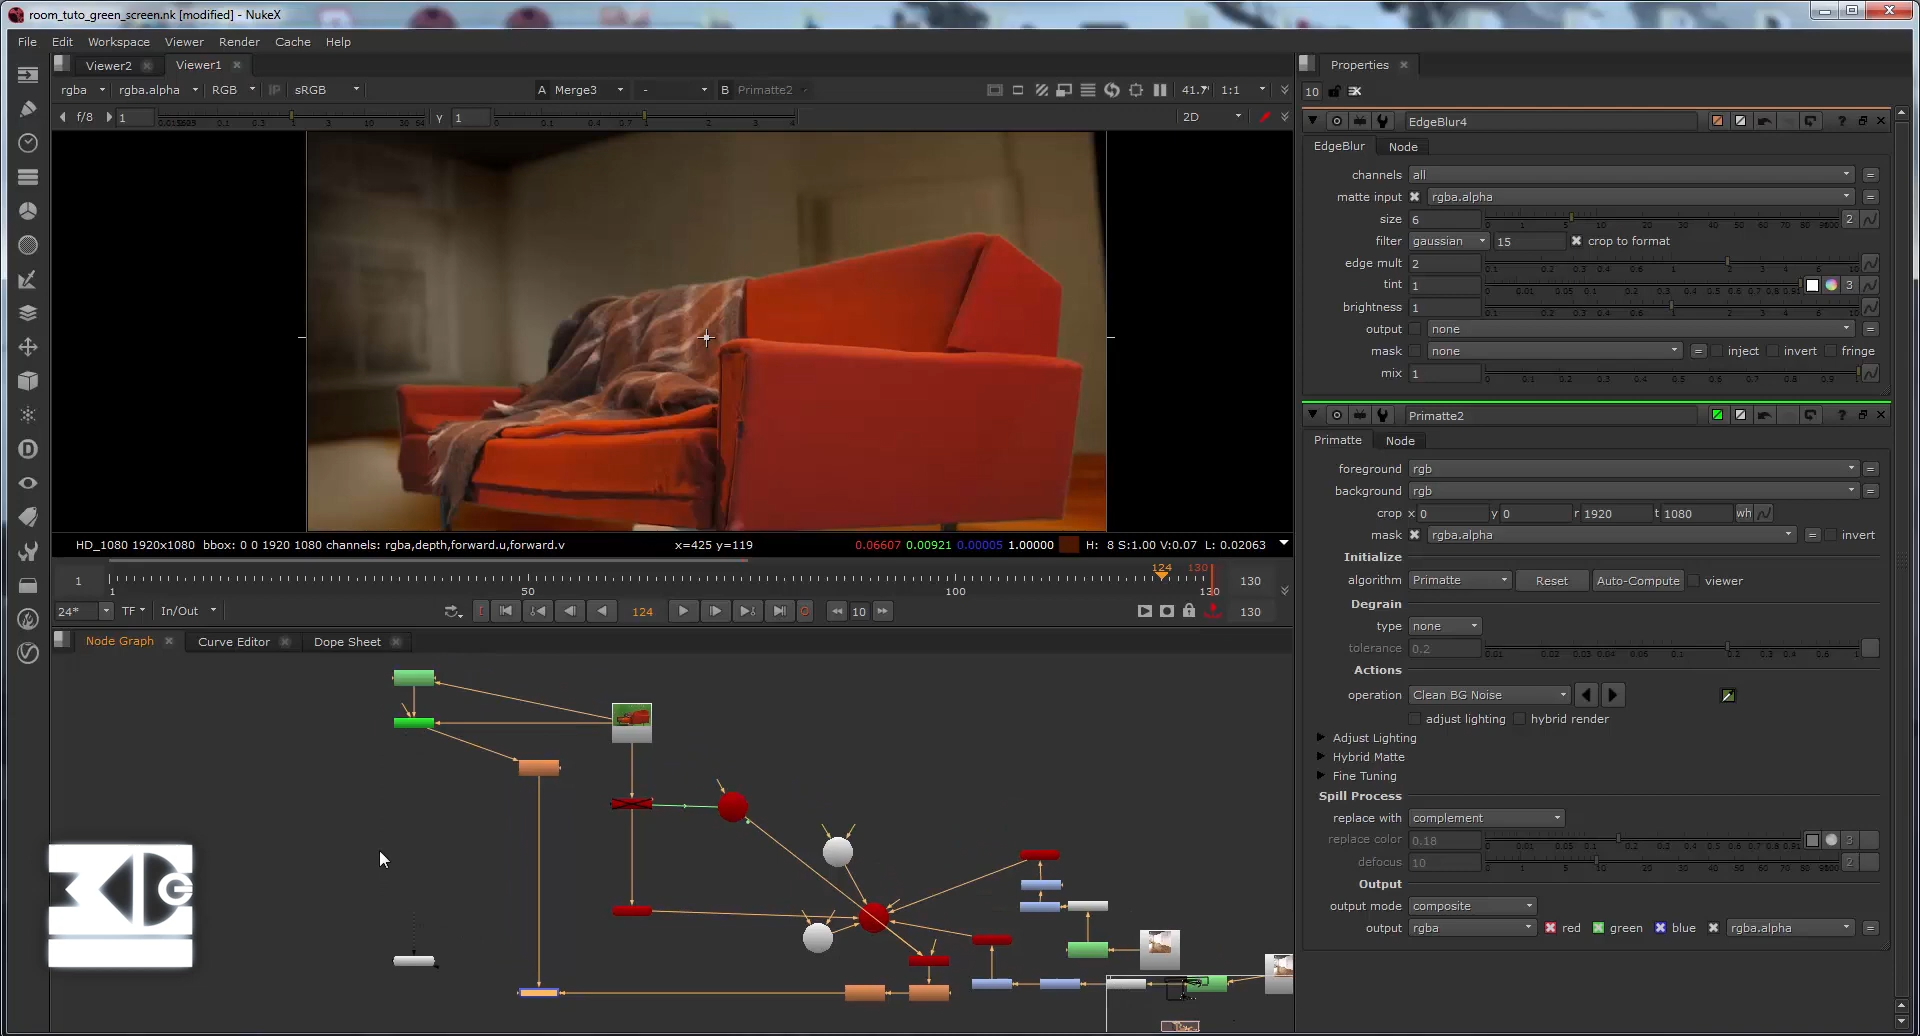 room_tuto_green_screen.nk [modified] - NukeX
File Edit Workspace Viewer Render Cache Help
Viewer2 Viewer1
rgba rgba.alpha RGB IP sRGB A Merge3 - B Primatte2 41.7 1:1
f/8 1 y 1 2D
HD_1080 1920x1080 bbox: 0 0 1920 1080 channels: rgba,depth,forward.u,forward.v x=425 y=119 0.06607 0.00921 0.00005 1.00000 H: 8 S:1.00 V:0.07 L: 0.02063
1 1 50 100 124 130 130 130
24* TF In/Out 124 10 130
Node Graph Curve Editor Dope Sheet
Properties
10
EdgeBlur4
EdgeBlur Node
channels all
matte input rgba.alpha
size 6 2
filter gaussian 15 crop to format
edge mult 2
tint 1 3
brightness 1
output none
mask none inject invert fringe
mix 1
Primatte2
Primatte Node
foreground rgb
background rgb
crop x 0 y 0 r 1920 t 1080 wh
mask rgba.alpha invert
Initialize
algorithm Primatte Reset Auto-Compute viewer
Degrain
type none
tolerance 0.2
Actions
operation Clean BG Noise
adjust lighting hybrid render
Adjust Lighting
Hybrid Matte
Fine Tuning
Spill Process
replace with complement
replace color 0.18 3
defocus 10 2
Output
output mode composite
output rgba red green blue rgba.alpha